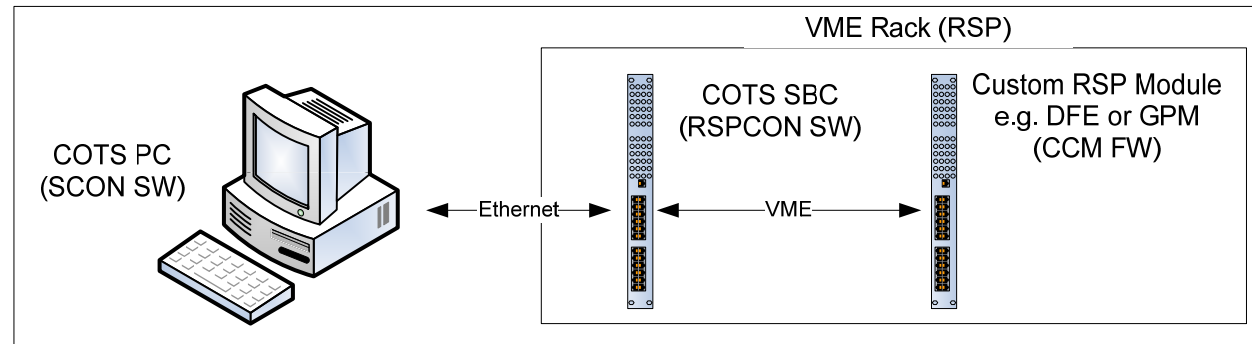 VME Rack (RSP)
COTS PC
(SCON SW)
Ethernet
COTS SBC
(RSPCON SW)
VME
Custom RSP Module
e.g. DFE or GPM
(CCM FW)